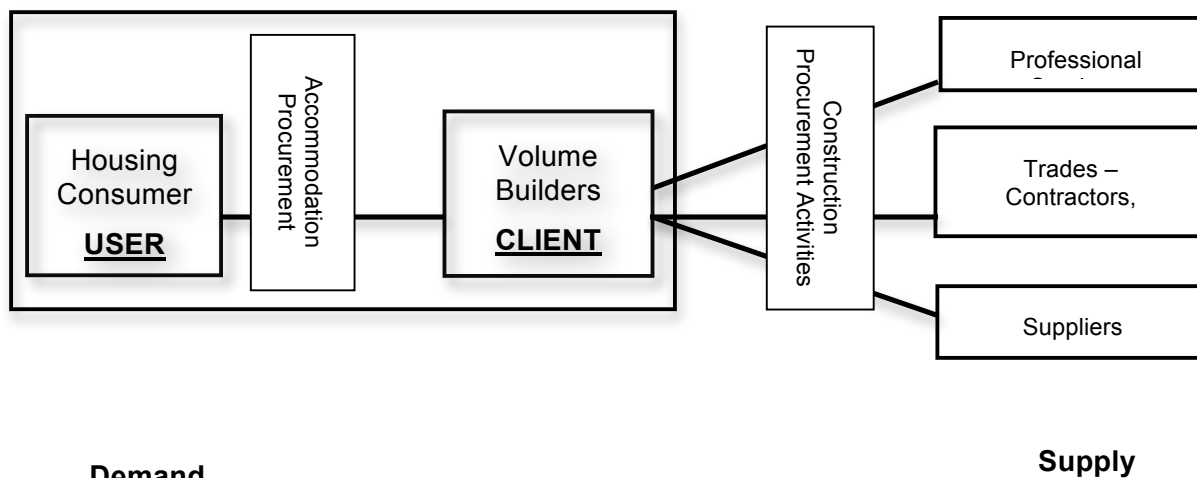 Housing
Consumer
USER
Accommodation
Procurement
Volume
Builders
CLIENT
Construction
Procurement Activities
Professional
Trades –
Contractors,
Suppliers
Demand
Supply